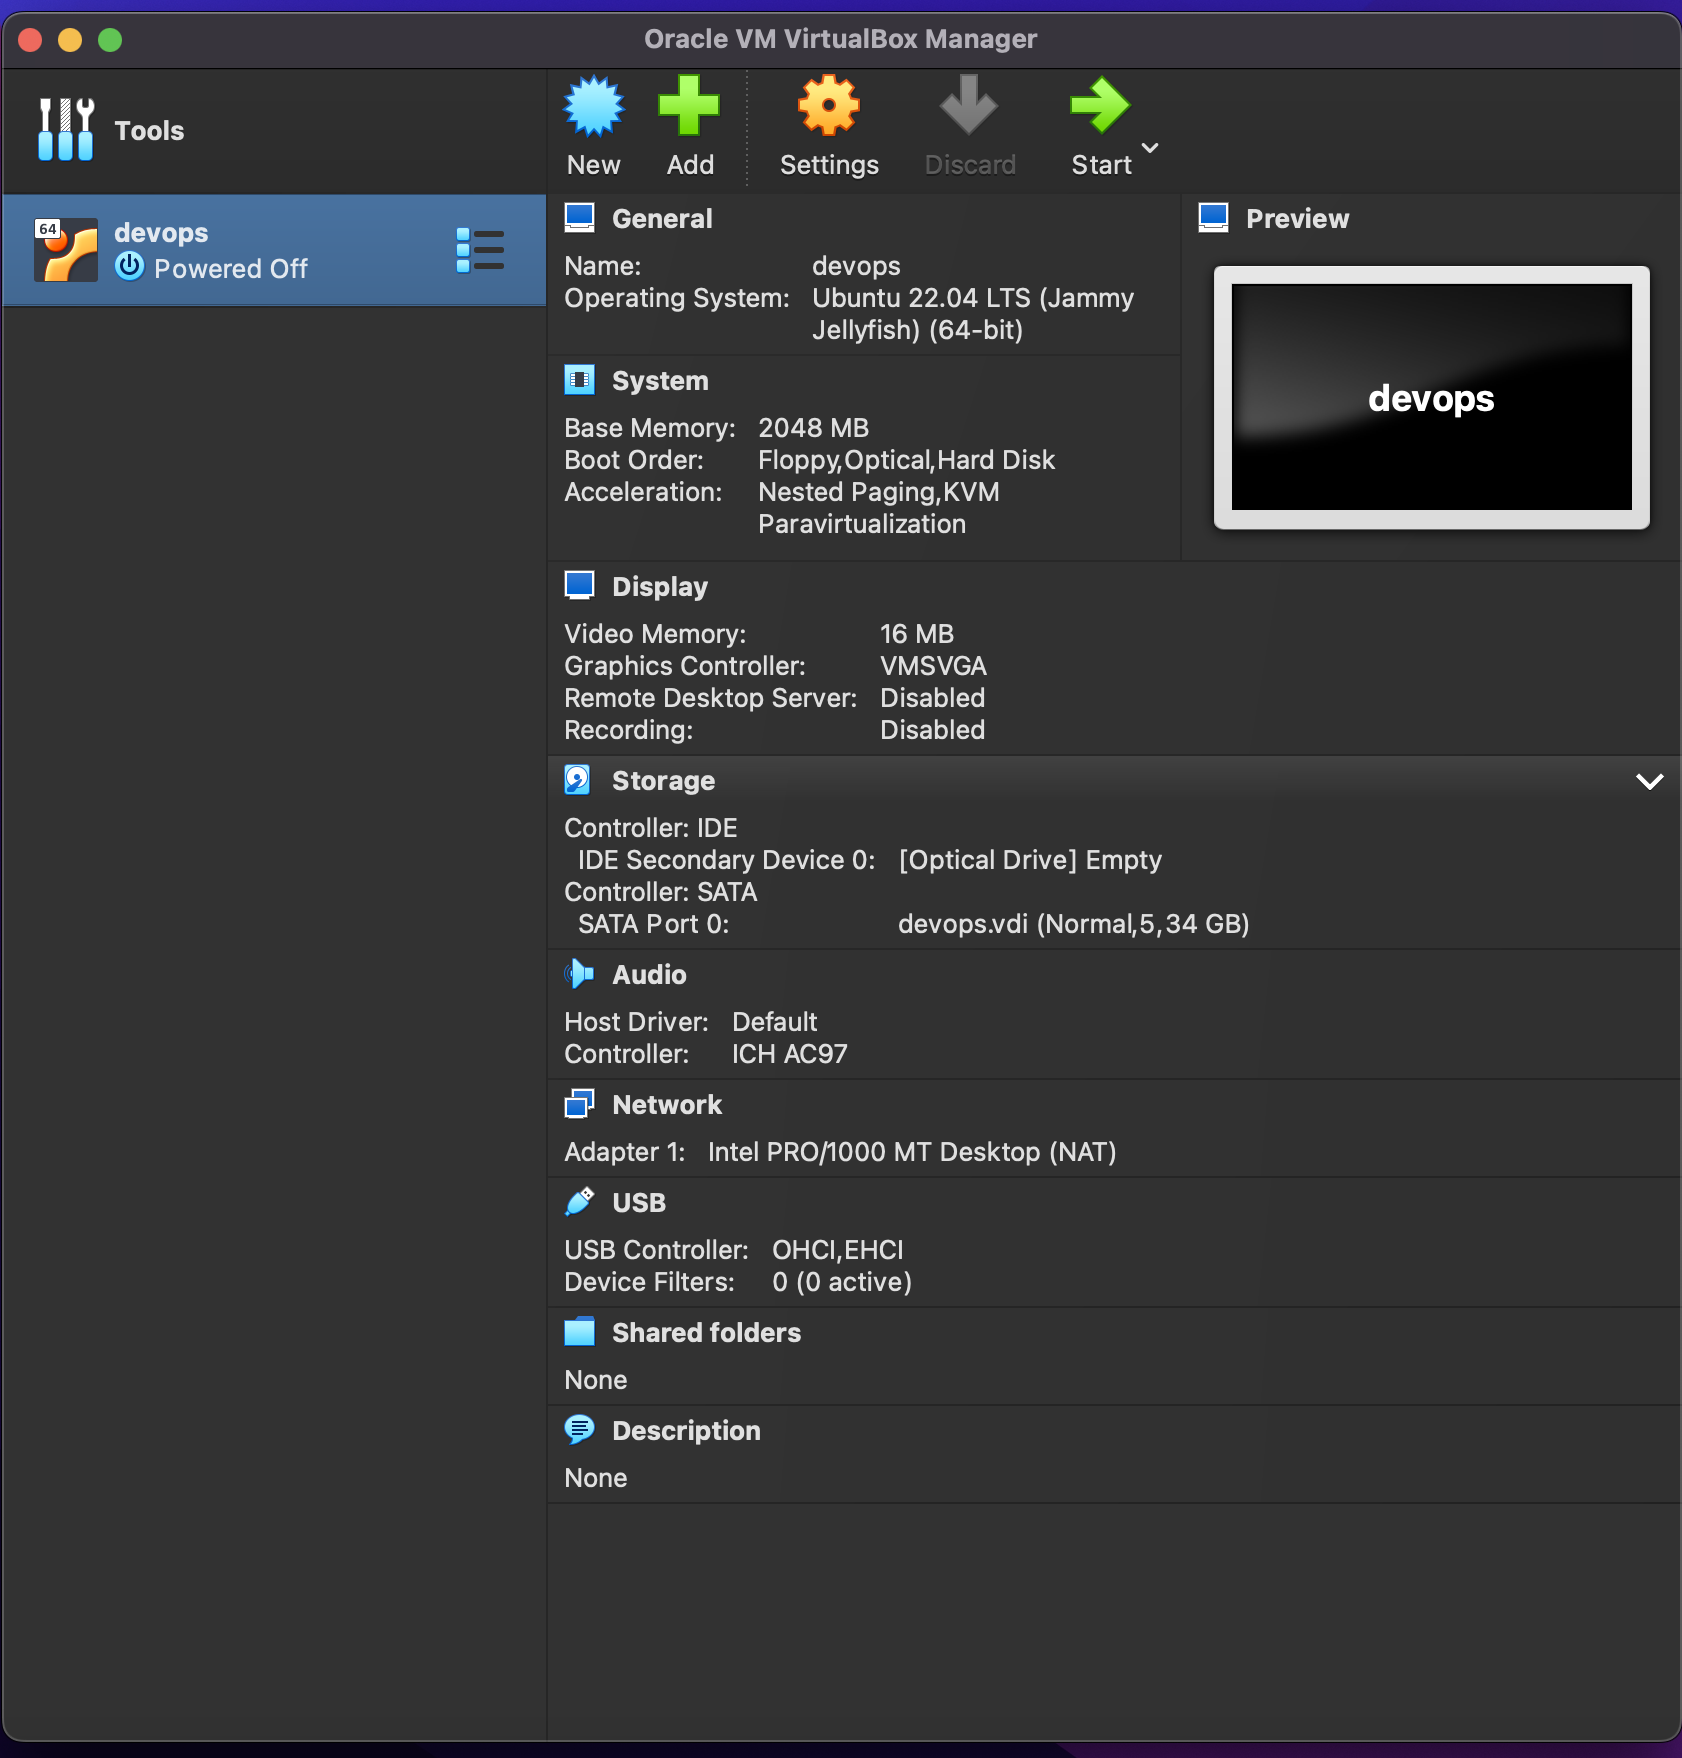 Oracle VM VirtualBox Manager
Tools
New
Add
Settings
Discard
Start
64
devops
Powered Off
General
Name: devops
Operating System: Ubuntu 22.04 LTS (Jammy
Jellyfish) (64-bit)
Preview
devops
System
Base Memory: 2048 MB
Boot Order: Floppy,Optical,Hard Disk
Acceleration: Nested Paging,KVM
Paravirtualization
Display
Video Memory: 16 MB
Graphics Controller: VMSVGA
Remote Desktop Server: Disabled
Recording: Disabled
Storage
Controller: IDE
IDE Secondary Device 0: [Optical Drive] Empty
Controller: SATA
SATA Port 0: devops.vdi (Normal,5,34 GB)
Audio
Host Driver: Default
Controller: ICH AC97
Network
Adapter 1: Intel PRO/1000 MT Desktop (NAT)
USB
USB Controller: OHCI,EHCI
Device Filters: 0 (0 active)
Shared folders
None
Description
None